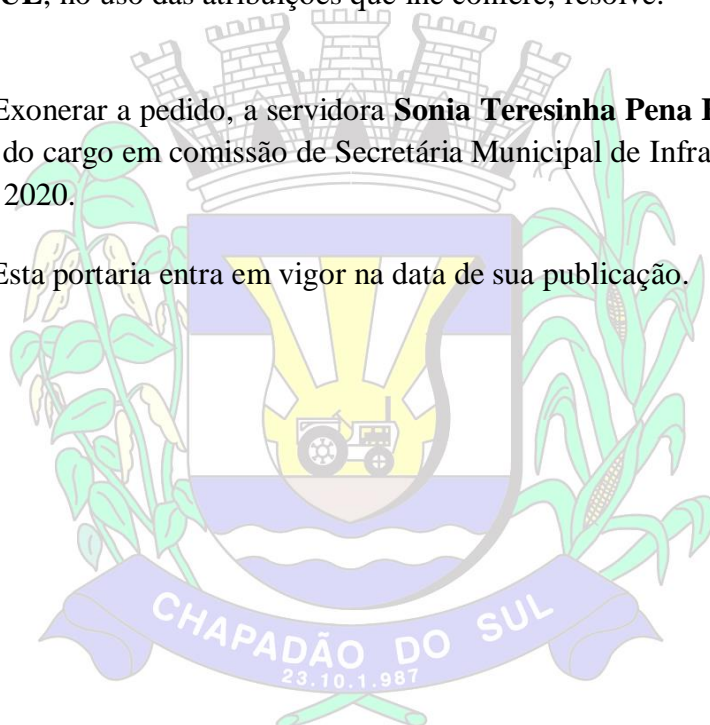 UL, no uso das atribuições que lhe confere, resolve:
Exonerar a pedido, a servidora Sonia Teresinha Pena
do cargo em comissão de Secretária Municipal de Infra
2020.
Esta portaria entra em vigor na data de sua publicação.
CHAPADÃO DO SUL
23.10.1.987